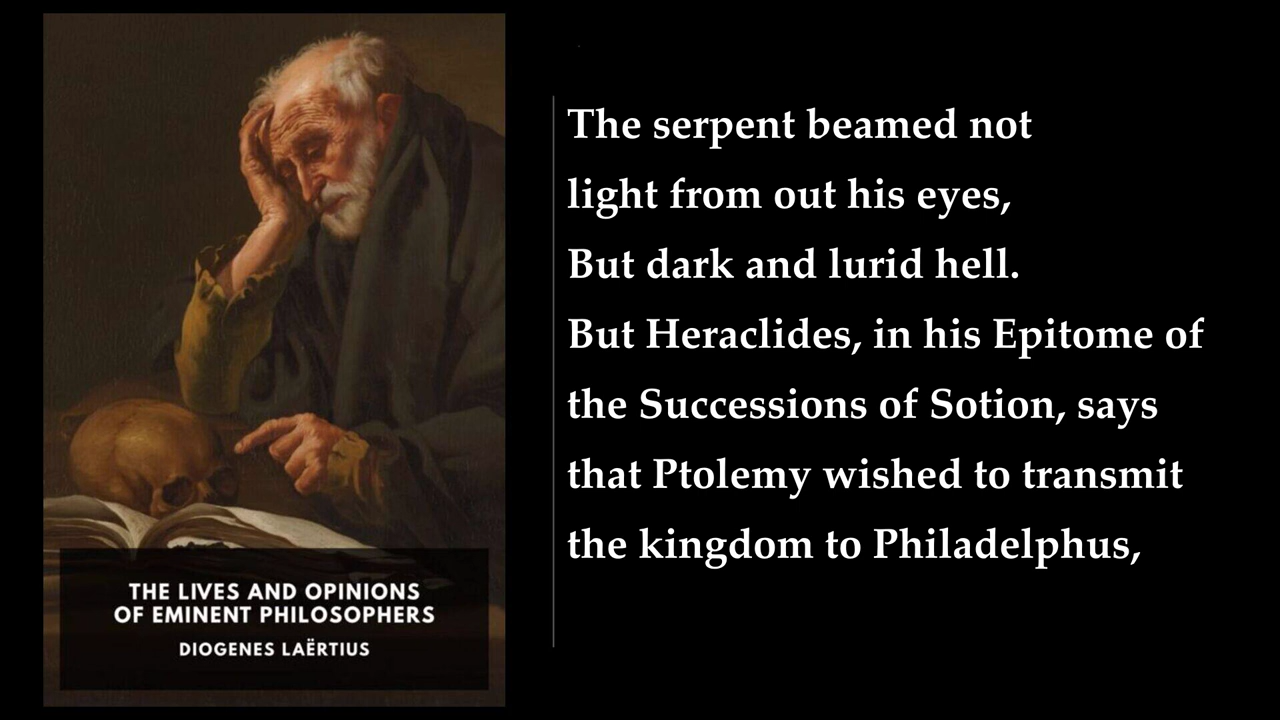 The serpent beamed not
light from out his eyes,
But dark and lurid hell.
But Heraclides, in his Epitome of
the Successions of Sotion, says
that Ptolemy wished to transmit
the kingdom to Philadelphus,
THE LIVES AND OPINIONS
OF EMINENT PHILOSOPHERS
DIOGENES LAËRTIUS